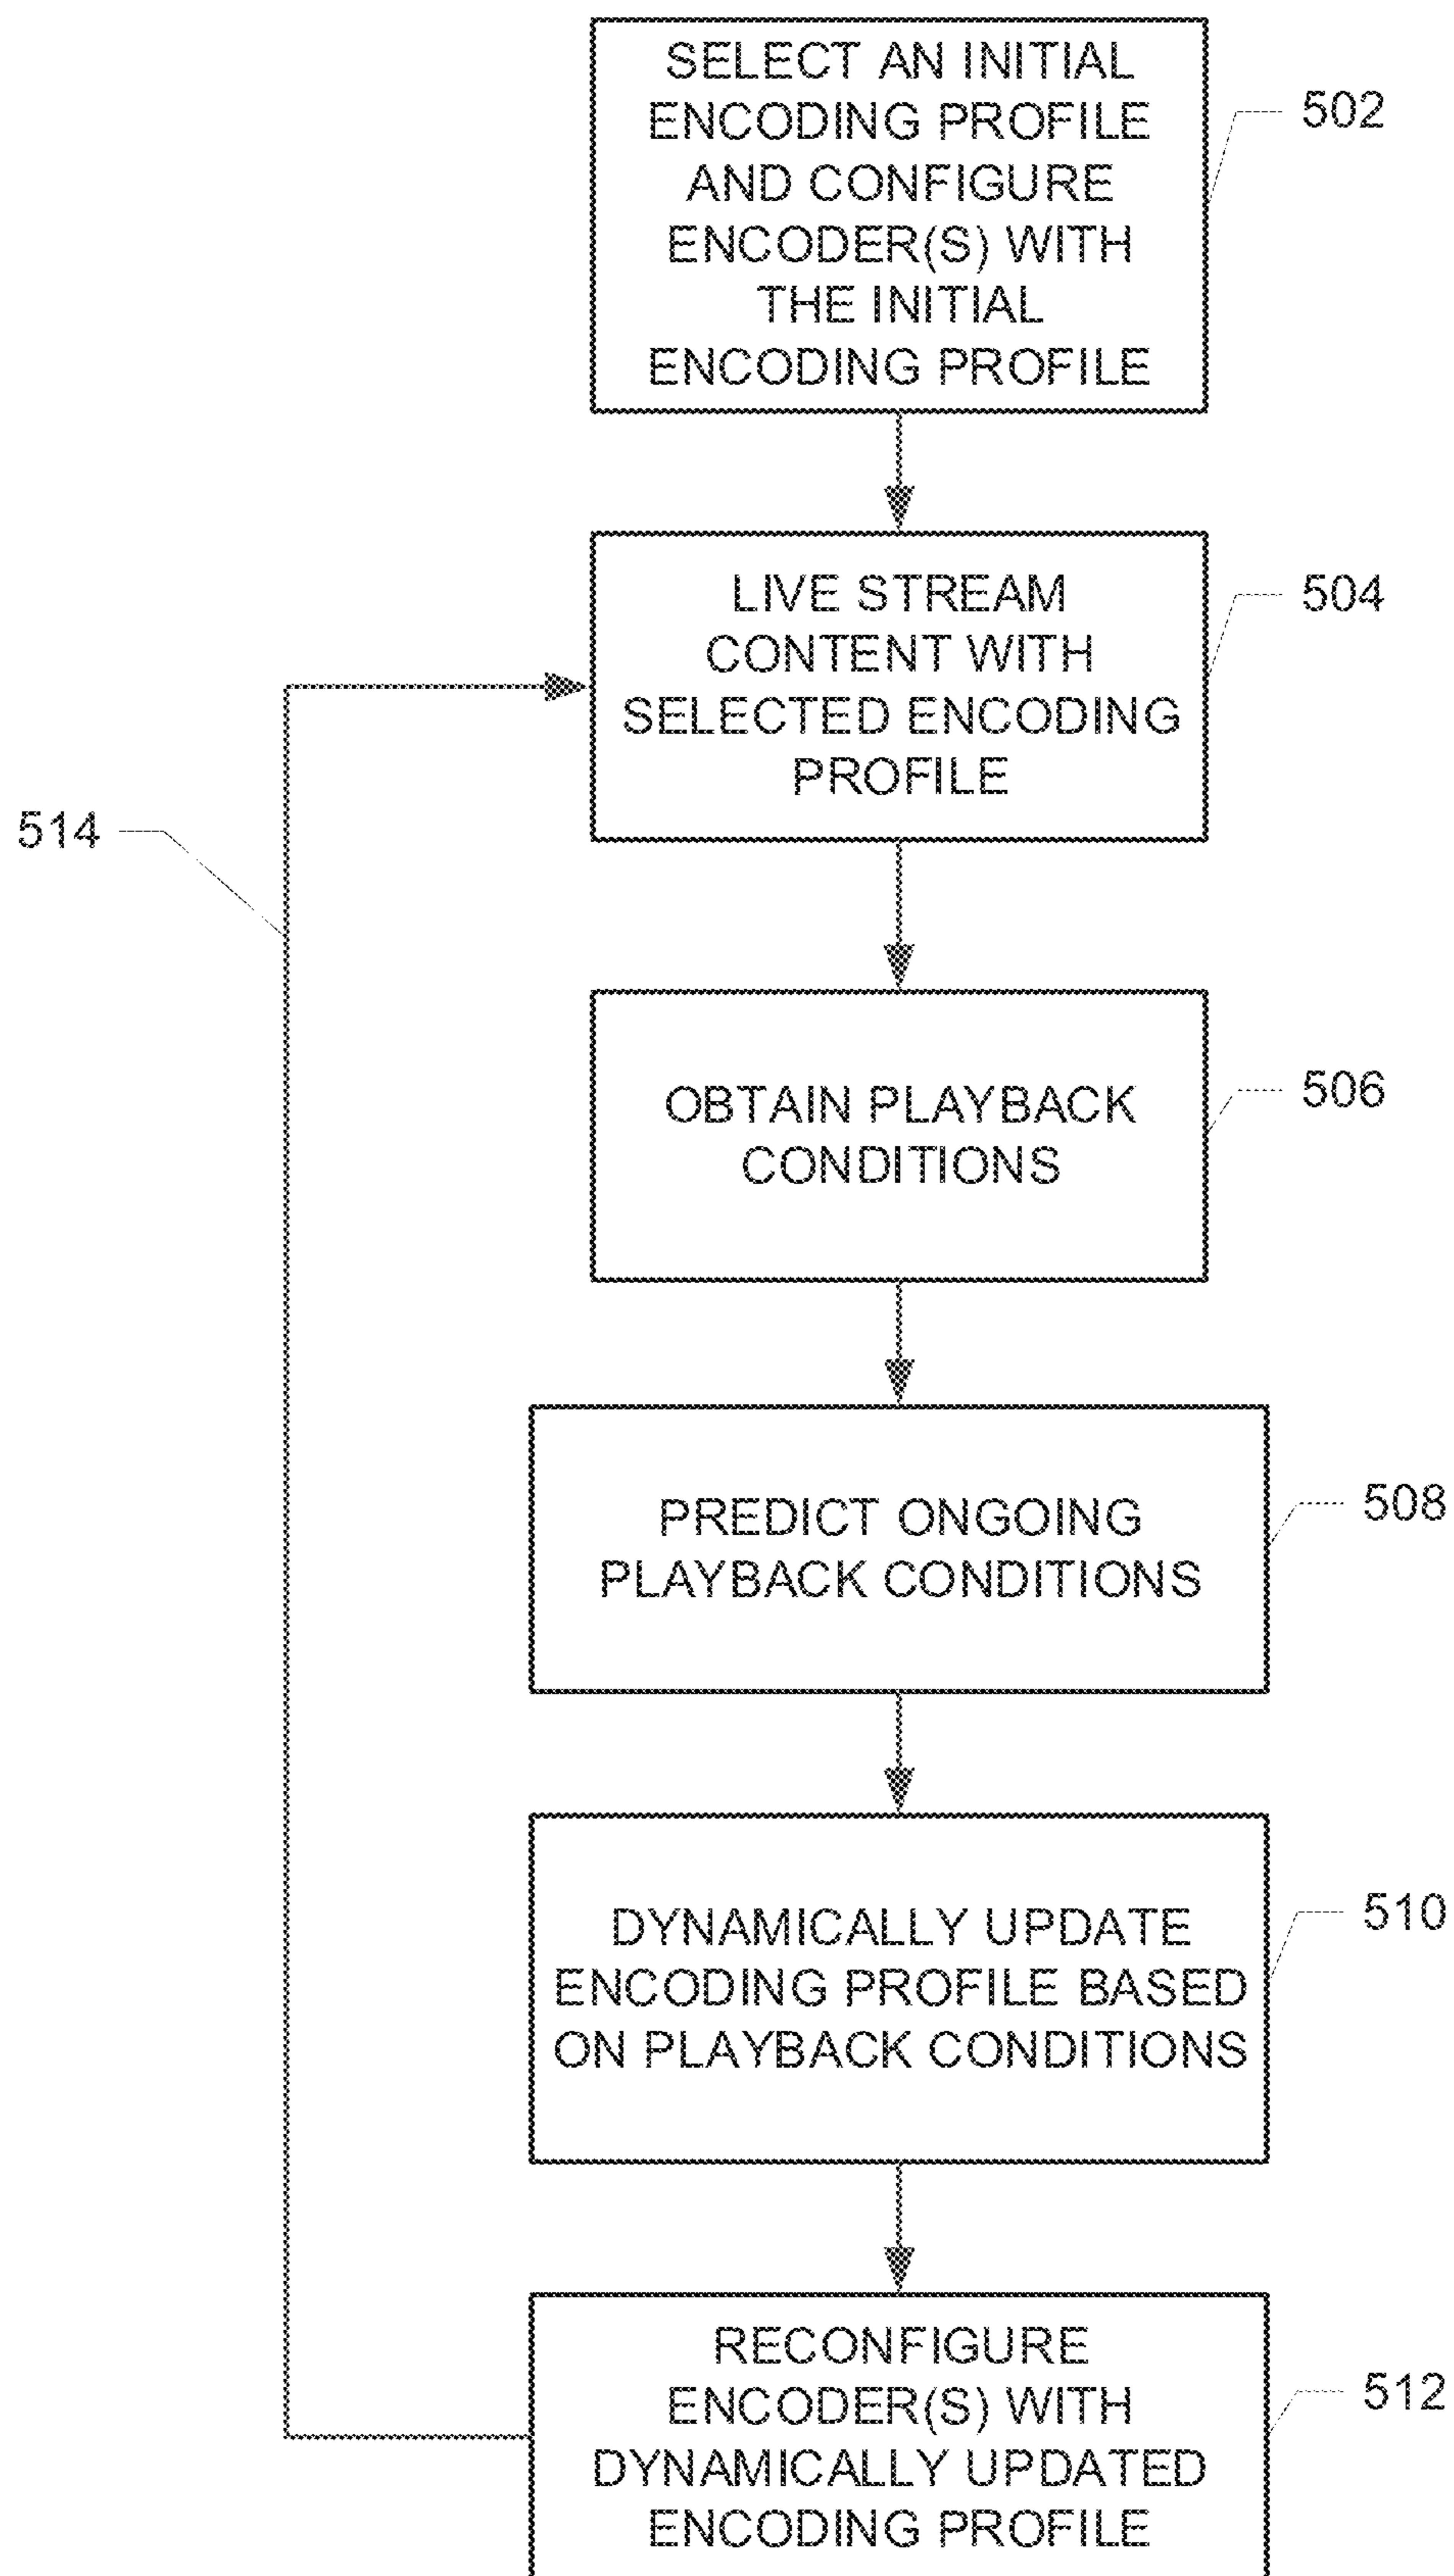 SELECT AN INITIAL
ENCODING PROFILE
AND CONFIGURE
ENCODER(S) WITH
THE INITIAL
ENCODING PROFILE
502
LIVE STREAM
CONTENT WITH
SELECTED ENCODING
PROFILE
504
514
OBTAIN PLAYBACK
CONDITIONS
506
PREDICT ONGOING
PLAYBACK CONDITIONS
508
DYNAMICALLY UPDATE
ENCODING PROFILE BASED
ON PLAYBACK CONDITIONS
510
RECONFIGURE
ENCODER(S) WITH
DYNAMICALLY UPDATED
ENCODING PROFILE
512